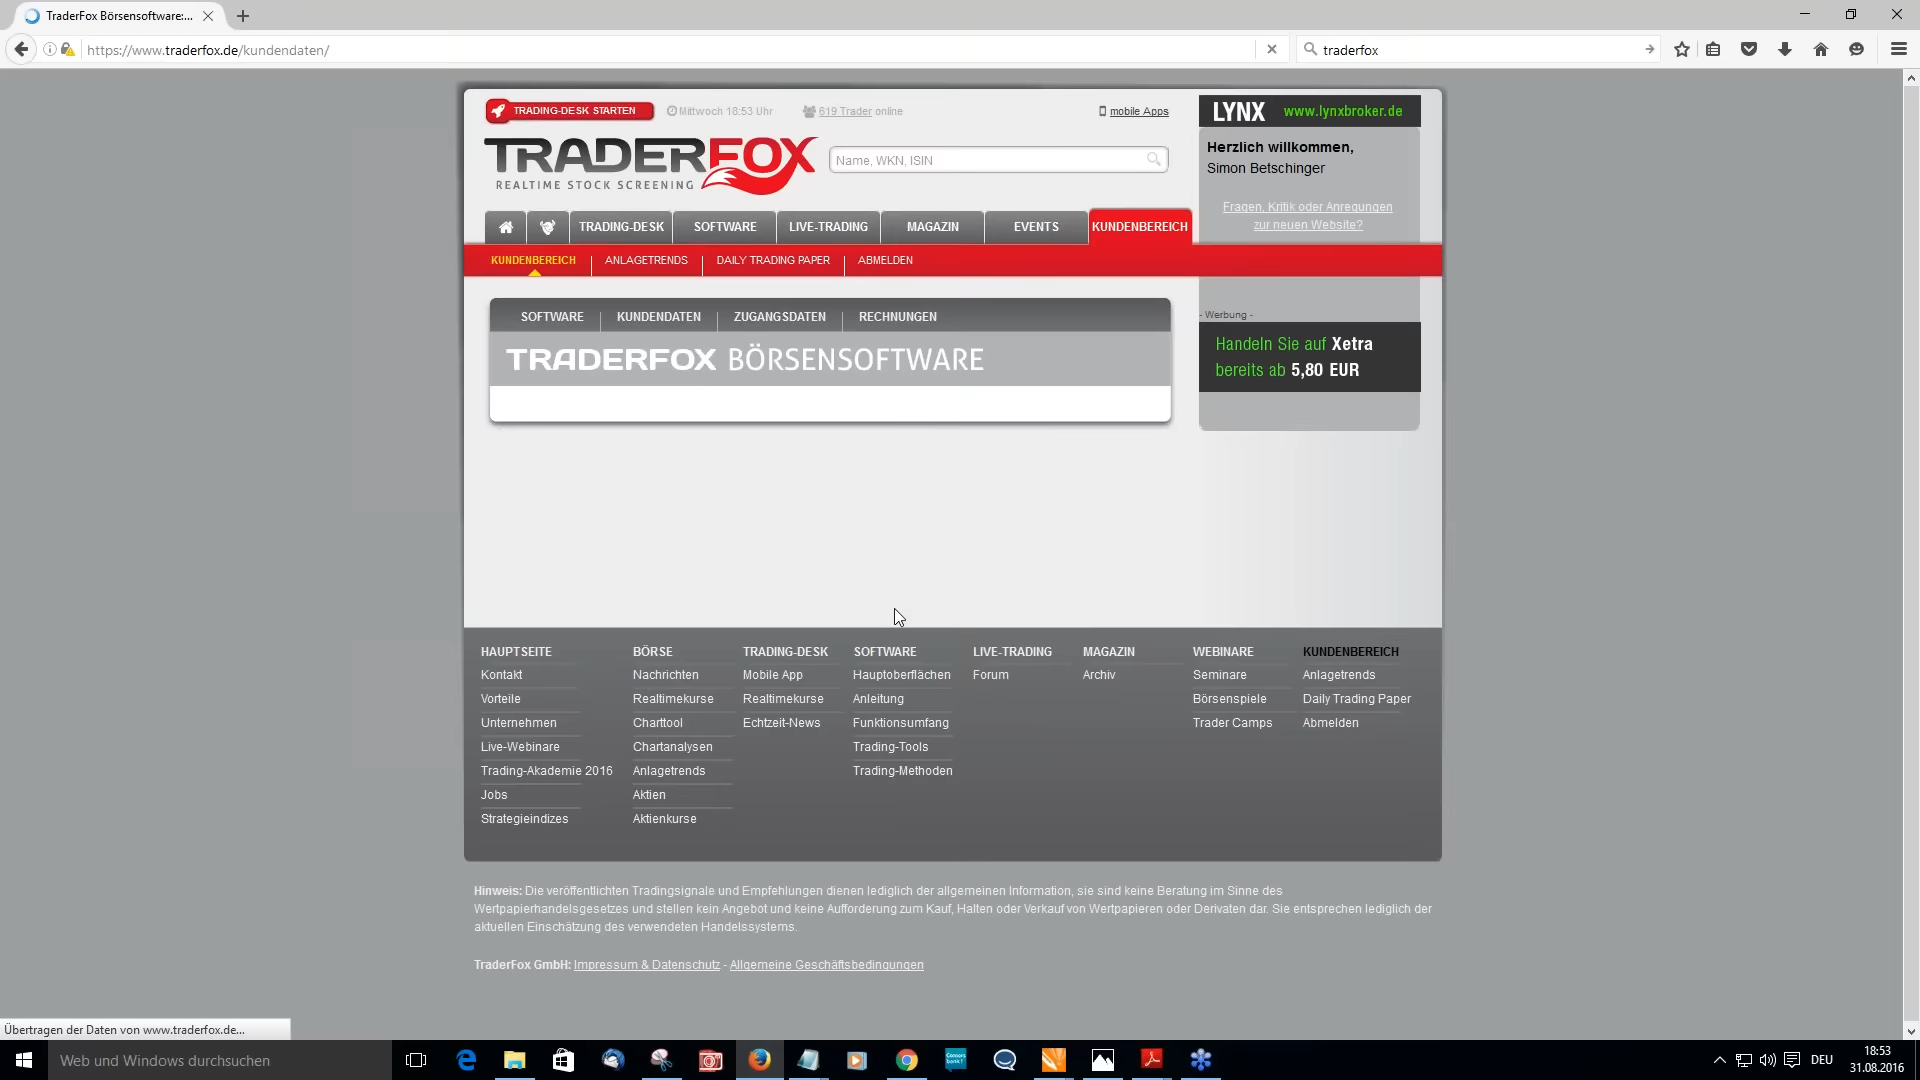 TraderFox Börsensoftware:...
https://www.traderfox.de/kundendaten/
traderfox
TRADING-DESK STARTEN
Mittwoch 18:53 Uhr
619 Trader online
mobile Apps
LYNX www.lynxbroker.de
TRADERFOX
REALTIME STOCK SCREENING
Name, WKN, ISIN
Herzlich willkommen,
Simon Betschinger
Fragen, Kritik oder Anregungen
zur neuen Website?
TRADING-DESK
SOFTWARE
LIVE-TRADING
MAGAZIN
EVENTS
KUNDENBEREICH
KUNDENBEREICH
ANLAGETRENDS
DAILY TRADING PAPER
ABMELDEN
SOFTWARE
KUNDENDATEN
ZUGANGSDATEN
RECHNUNGEN
TRADERFOX BÖRSENSOFTWARE
- Werbung -
Handeln Sie auf Xetra
bereits ab 5,80 EUR
HAUPTSEITE
Kontakt
Vorteile
Unternehmen
Live-Webinare
Trading-Akademie 2016
Jobs
Strategieindizes
BÖRSE
Nachrichten
Realtimekurse
Charttool
Chartanalysen
Anlagetrends
Aktien
Aktienkurse
TRADING-DESK
Mobile App
Realtimekurse
Echtzeit-News
SOFTWARE
Hauptoberflächen
Anleitung
Funktionsumfang
Trading-Tools
Trading-Methoden
LIVE-TRADING
Forum
MAGAZIN
Archiv
WEBINARE
Seminare
Börsenspiele
Trader Camps
KUNDENBEREICH
Anlagetrends
Daily Trading Paper
Abmelden
Hinweis: Die veröffentlichten Tradingsignale und Empfehlungen dienen lediglich der allgemeinen Information, sie sind keine Beratung im Sinne des
Wertpapierhandelsgesetzes und stellen kein Angebot und keine Aufforderung zum Kauf, Halten oder Verkauf von Wertpapieren oder Derivaten dar. Sie entsprechen lediglich der
aktuellen Einschätzung des verwendeten Handelssystems.
TraderFox GmbH: Impressum & Datenschutz - Allgemeine Geschäftsbedingungen
Übertragen der Daten von www.traderfox.de...
Web und Windows durchsuchen
Comdirect bank!
DEU
18:53
31.08.2016